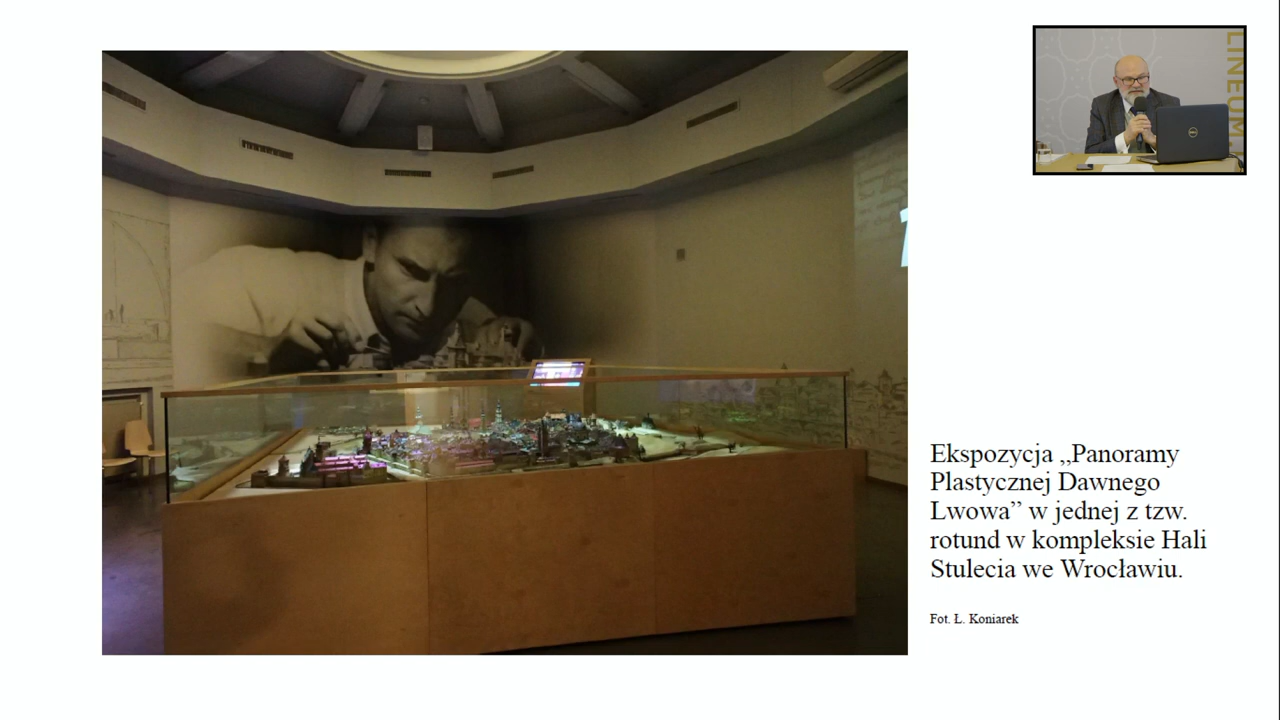 LINEUM
Ekspozycja „Panoramy
Plastycznej Dawnego
Lwowa” w jednej z tzw.
rotund w kompleksie Hali
Stulecia we Wrocławiu.
Fot. Ł. Koniarek